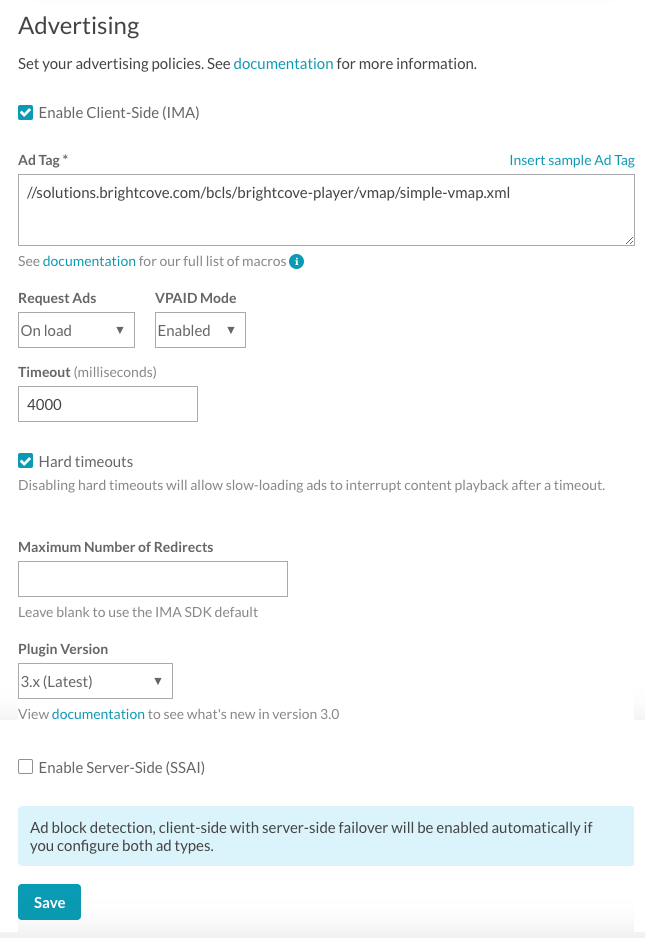 Advertising
Set your advertising policies. See documentation for more information.
Enable Client-Side (IMA)
Ad Tag * Insert sample Ad Tag
//solutions.brightcove.com/bcls/brightcove-player/vmap/simple-vmap.xml
See documentation for our full list of macros
Request Ads VPAID Mode
On load Enabled
Timeout (milliseconds)
4000
Hard timeouts
Disabling hard timeouts will allow slow-loading ads to interrupt content playback after a timeout.
Maximum Number of Redirects
Leave blank to use the IMA SDK default
Plugin Version
3.x (Latest)
View documentation to see what's new in version 3.0
Enable Server-Side (SSAI)
Ad block detection, client-side with server-side failover will be enabled automatically if
you configure both ad types.
Save